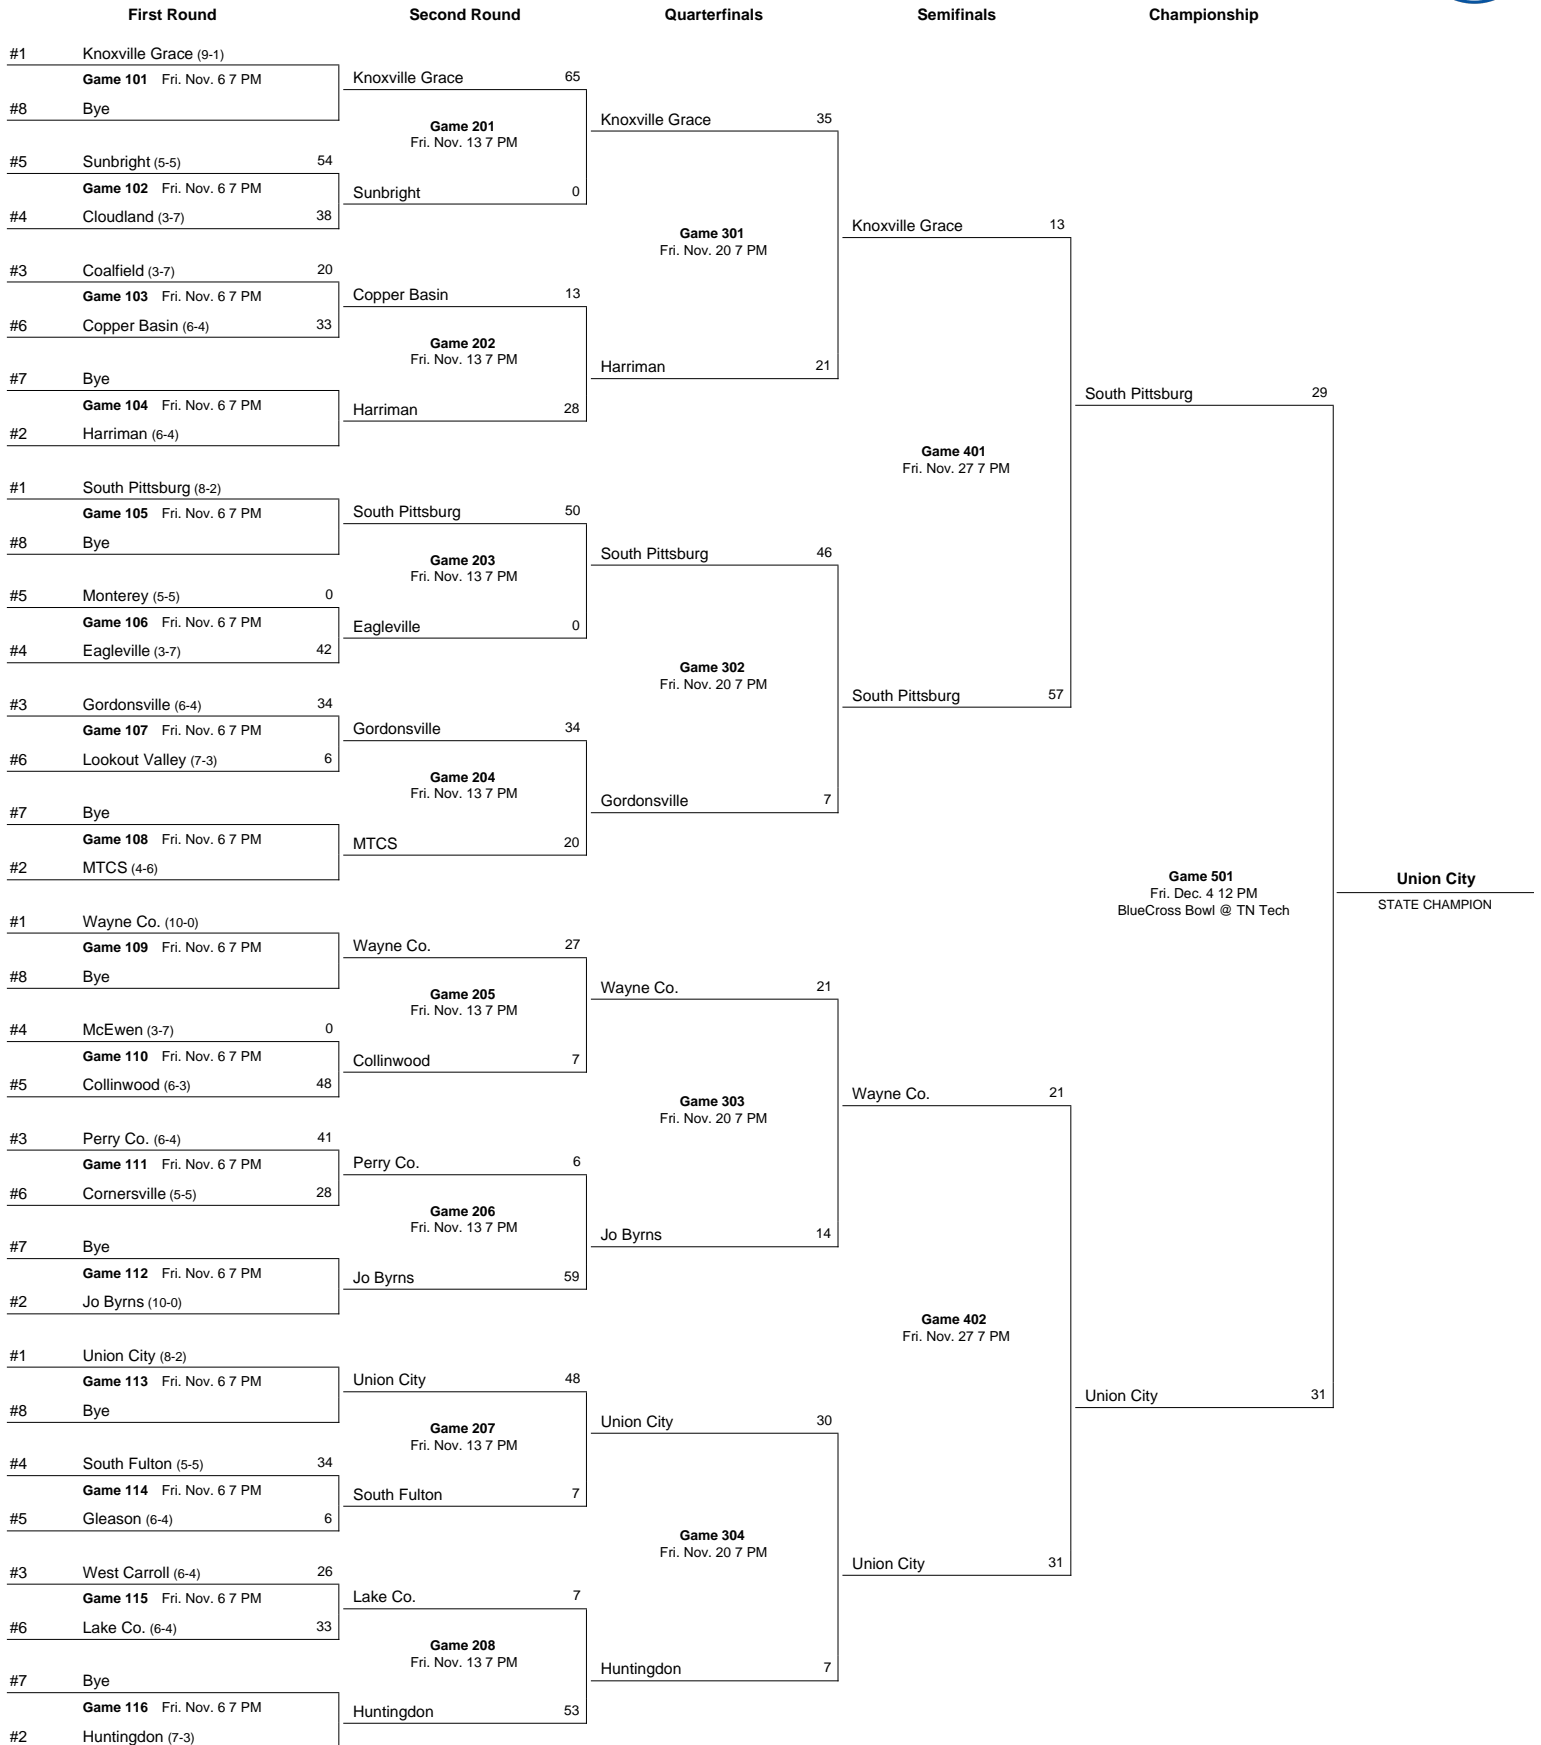 First Round
Second Round
Quarterfinals
Semifinals
Championship
#1 Knoxville Grace (9-1)
Game 101 Fri. Nov. 6 7 PM
#8 Bye
#5 Sunbright (5-5) 54
Game 102 Fri. Nov. 6 7 PM
#4 Cloudland (3-7) 38
#3 Coalfield (3-7) 20
Game 103 Fri. Nov. 6 7 PM
#6 Copper Basin (6-4) 33
#7 Bye
Game 104 Fri. Nov. 6 7 PM
#2 Harriman (6-4)
#1 South Pittsburg (8-2)
Game 105 Fri. Nov. 6 7 PM
#8 Bye
#5 Monterey (5-5) 0
Game 106 Fri. Nov. 6 7 PM
#4 Eagleville (3-7) 42
#3 Gordonsville (6-4) 34
Game 107 Fri. Nov. 6 7 PM
#6 Lookout Valley (7-3) 6
#7 Bye
Game 108 Fri. Nov. 6 7 PM
#2 MTCS (4-6)
#1 Wayne Co. (10-0)
Game 109 Fri. Nov. 6 7 PM
#8 Bye
#4 McEwen (3-7) 0
Game 110 Fri. Nov. 6 7 PM
#5 Collinwood (6-3) 48
#3 Perry Co. (6-4) 41
Game 111 Fri. Nov. 6 7 PM
#6 Cornersville (5-5) 28
#7 Bye
Game 112 Fri. Nov. 6 7 PM
#2 Jo Byrns (10-0)
#1 Union City (8-2)
Game 113 Fri. Nov. 6 7 PM
#8 Bye
#4 South Fulton (5-5) 34
Game 114 Fri. Nov. 6 7 PM
#5 Gleason (6-4) 6
#3 West Carroll (6-4) 26
Game 115 Fri. Nov. 6 7 PM
#6 Lake Co. (6-4) 33
#7 Bye
Game 116 Fri. Nov. 6 7 PM
#2 Huntingdon (7-3)
Knoxville Grace 65
Game 201
Fri. Nov. 13 7 PM
Sunbright 0
Copper Basin 13
Game 202
Fri. Nov. 13 7 PM
Harriman 28
South Pittsburg 50
Game 203
Fri. Nov. 13 7 PM
Eagleville 0
Gordonsville 34
Game 204
Fri. Nov. 13 7 PM
MTCS 20
Wayne Co. 27
Game 205
Fri. Nov. 13 7 PM
Collinwood 7
Perry Co. 6
Game 206
Fri. Nov. 13 7 PM
Jo Byrns 59
Union City 48
Game 207
Fri. Nov. 13 7 PM
South Fulton 7
Lake Co. 7
Game 208
Fri. Nov. 13 7 PM
Huntingdon 53
Knoxville Grace 35
Game 301
Fri. Nov. 20 7 PM
Harriman 21
South Pittsburg 46
Game 302
Fri. Nov. 20 7 PM
Gordonsville 7
Wayne Co. 21
Game 303
Fri. Nov. 20 7 PM
Jo Byrns 14
Union City 30
Game 304
Fri. Nov. 20 7 PM
Huntingdon 7
Knoxville Grace 13
Game 401
Fri. Nov. 27 7 PM
South Pittsburg 57
Wayne Co. 21
Game 402
Fri. Nov. 27 7 PM
Union City 31
South Pittsburg 29
Game 501
Fri. Dec. 4 12 PM
BlueCross Bowl @ TN Tech
Union City 31
Union City
STATE CHAMPION